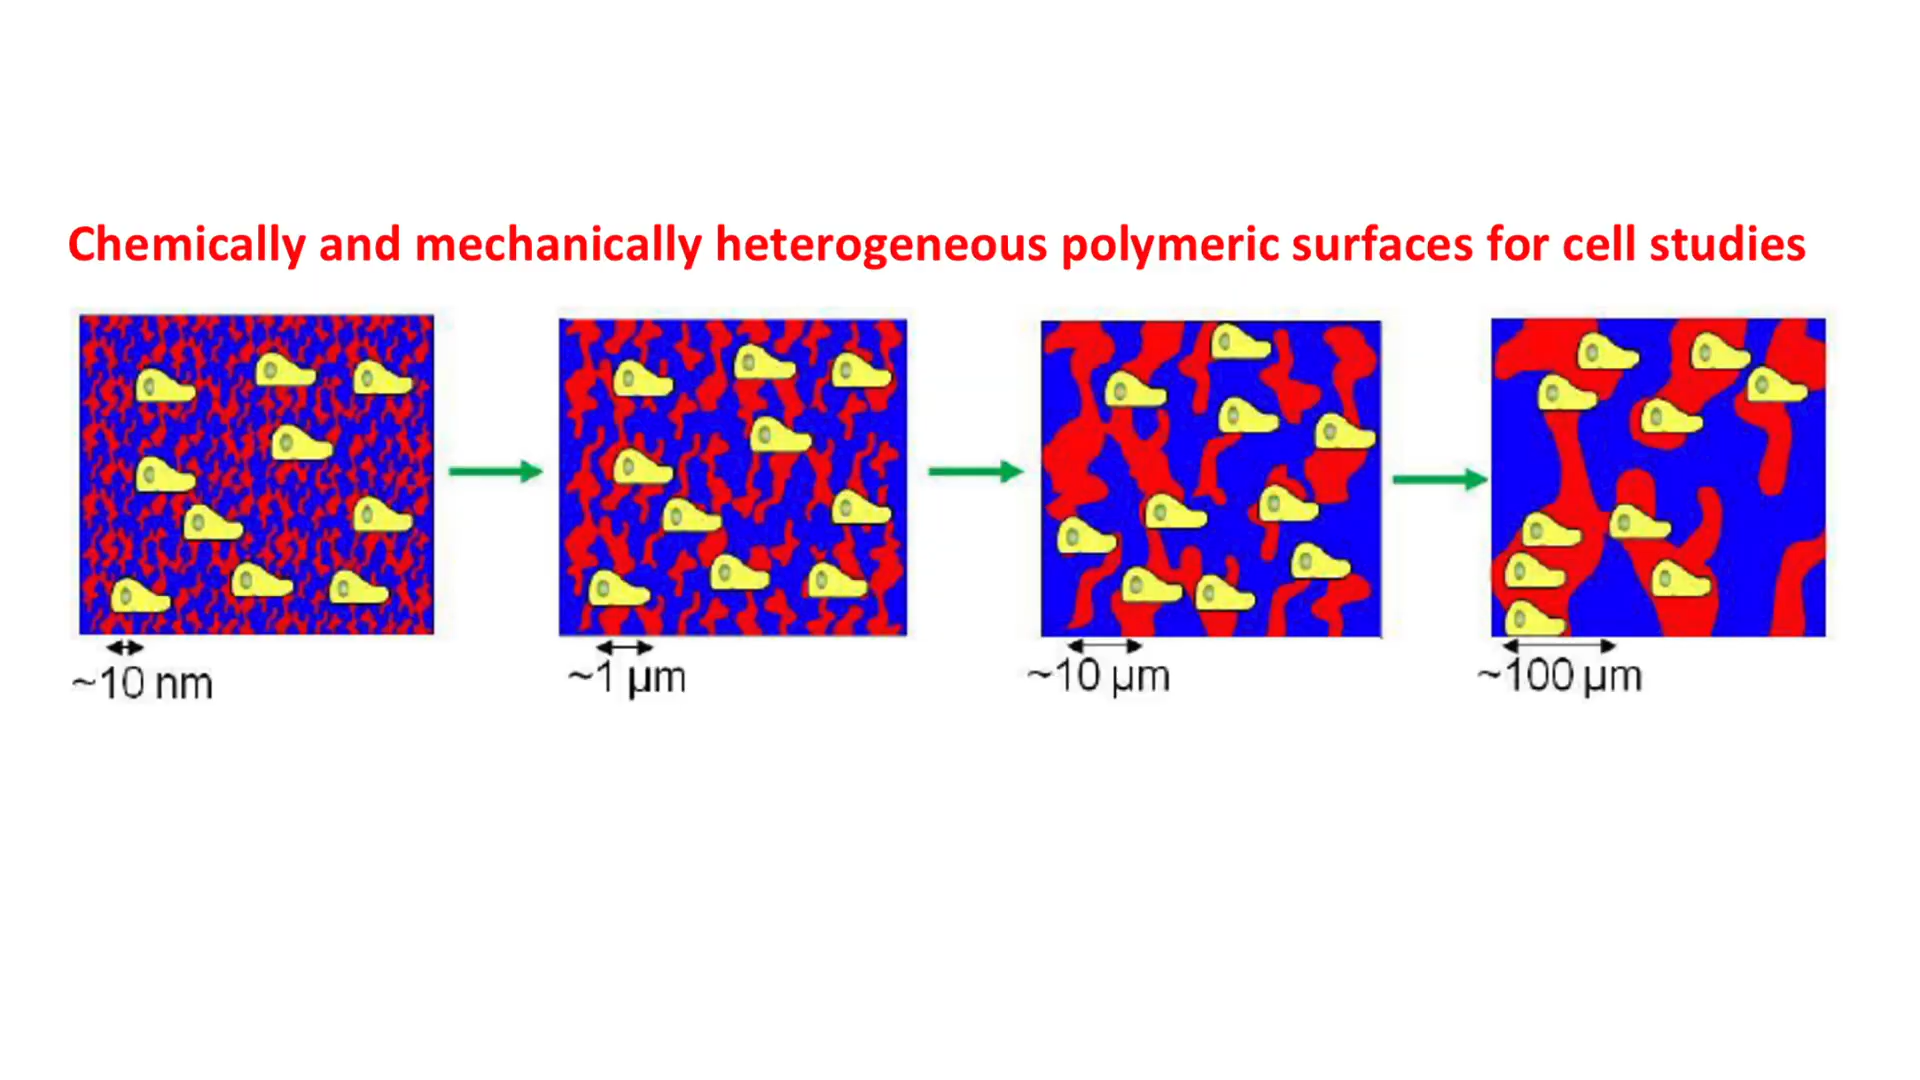 Chemically and mechanically heterogeneous polymeric surfaces for cell studies
~10 nm
~1 µm
~10 µm
~100 µm